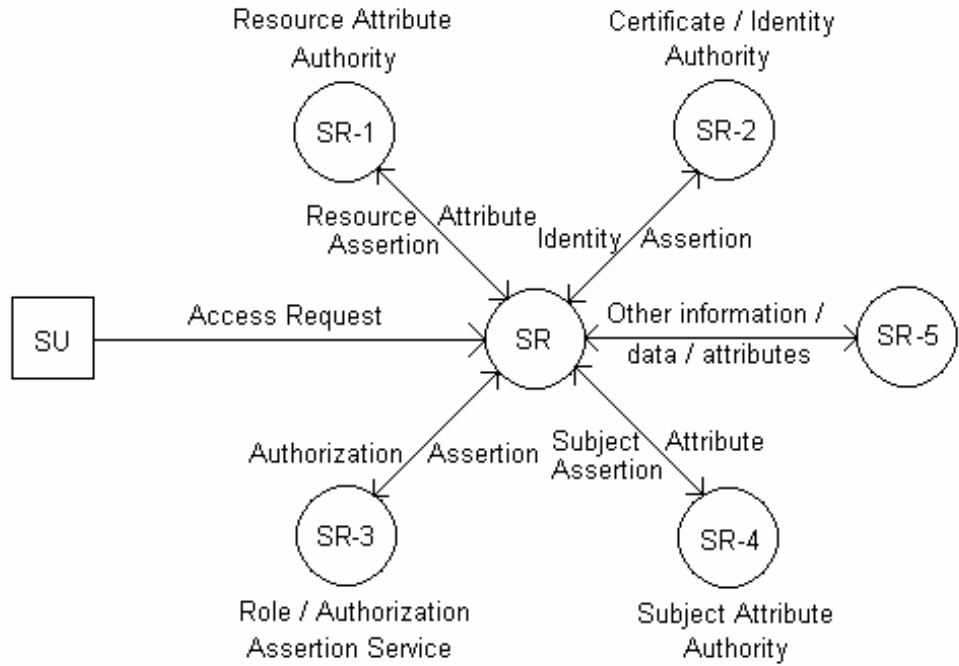 Resource Attribute
Authority
Certificate / Identity
Authority
SR-1
SR-2
Resource Attribute
Assertion
Identity Assertion
SU
Access Request
SR
Other information /
data / attributes
SR-5
Authorization Assertion
Subject Attribute
Assertion
SR-3
SR-4
Role / Authorization
Assertion Service
Subject Attribute
Authority